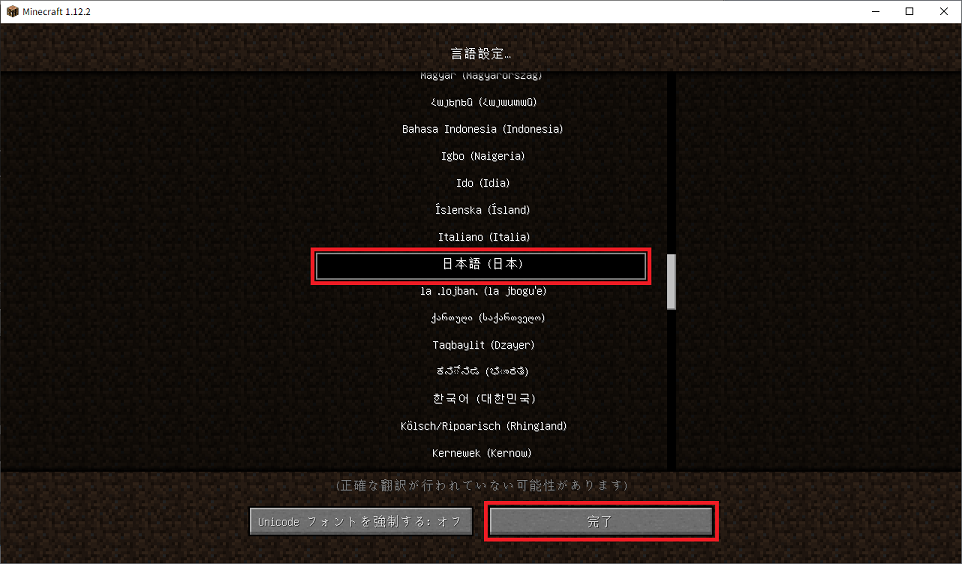 Minecraft 1.12.2
言語設定...
Magyar (Magyarország)
Հայերեն (Հայաստան)
Bahasa Indonesia (Indonesia)
Igbo (Naigeria)
Ido (Idia)
Íslenska (Ísland)
Italiano (Italia)
日本語 (日本)
la .lojban. (la jbogu'e)
ქართული (საქართველო)
Taqbaylit (Dzayer)
ಕನ್ನಡ (ಭಾರತ)
한국어 (대한민국)
Kölsch/Ripoarisch (Rhingland)
Kernewek (Kernow)
(正確な翻訳が行われていない可能性があります)
Unicode フォントを強制する: オフ
完了